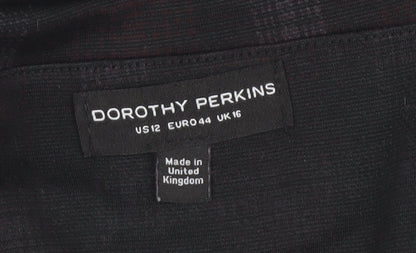 DOROTHY PERKINS
US12 EURO44 UK16
Made in
United
Kingdom